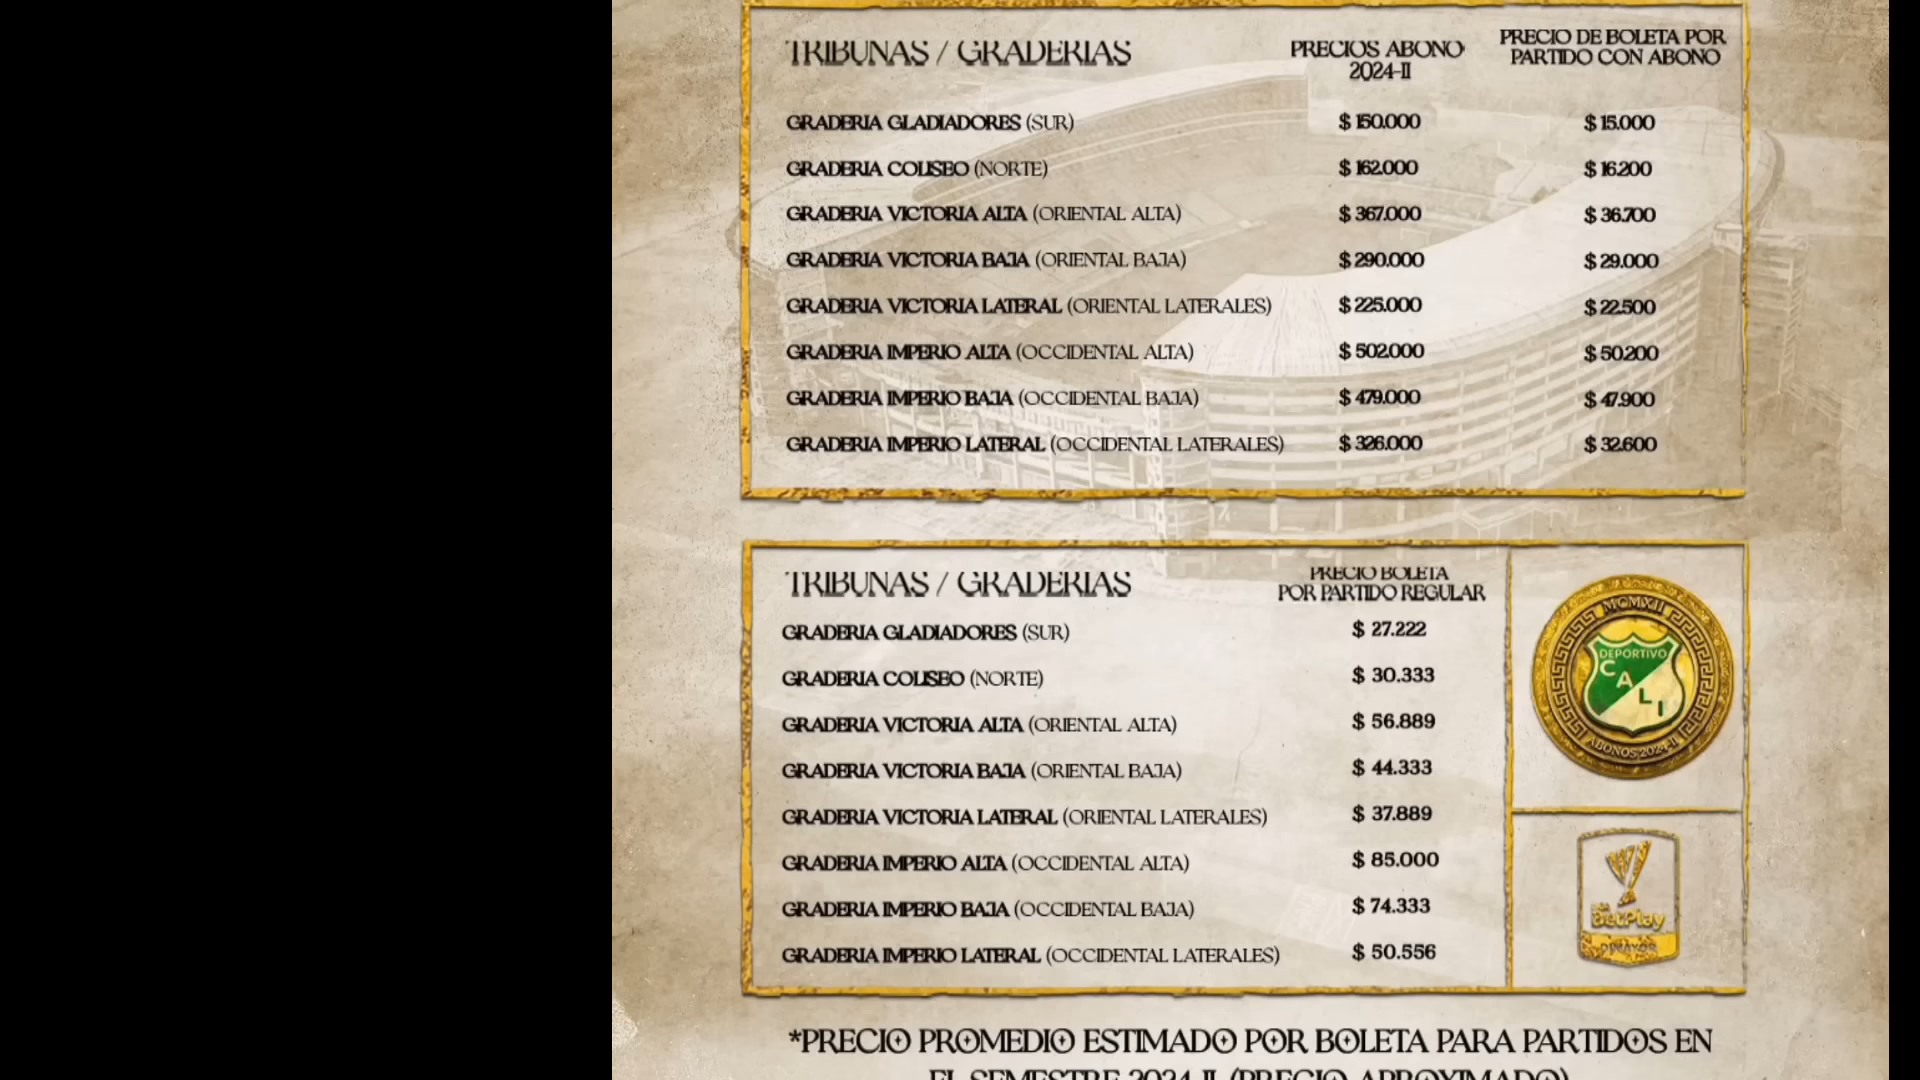 TRIBUNAS / GRADERIAS PRECIOS ABONO 2024-II PRECIO DE BOLETA POR PARTIDO CON ABONO
GRADERIA GLADIADORES (SUR) $ 150.000 $ 15.000
GRADERIA COLISEO (NORTE) $ 162.000 $ 16.200
GRADERIA VICTORIA ALTA (ORIENTAL ALTA) $ 367.000 $ 36.700
GRADERIA VICTORIA BAJA (ORIENTAL BAJA) $ 290.000 $ 29.000
GRADERIA VICTORIA LATERAL (ORIENTAL LATERALES) $ 225.000 $ 22.500
GRADERIA IMPERIO ALTA (OCCIDENTAL ALTA) $ 502.000 $ 50.200
GRADERIA IMPERIO BAJA (OCCIDENTAL BAJA) $ 479.000 $ 47.900
GRADERIA IMPERIO LATERAL (OCCIDENTAL LATERALES) $ 326.000 $ 32.600
TRIBUNAS / GRADERIAS PRECIO BOLETA POR PARTIDO REGULAR
GRADERIA GLADIADORES (SUR) $ 27.222
GRADERIA COLISEO (NORTE) $ 30.333
GRADERIA VICTORIA ALTA (ORIENTAL ALTA) $ 56.889
GRADERIA VICTORIA BAJA (ORIENTAL BAJA) $ 44.333
GRADERIA VICTORIA LATERAL (ORIENTAL LATERALES) $ 37.889
GRADERIA IMPERIO ALTA (OCCIDENTAL ALTA) $ 85.000
GRADERIA IMPERIO BAJA (OCCIDENTAL BAJA) $ 74.333
GRADERIA IMPERIO LATERAL (OCCIDENTAL LATERALES) $ 50.556
MCMXII
DEPORTIVO
CALI
ABONOS 2024-II
BetPlay
DIMAYOR
*PRECIO PROMEDIO ESTIMADO POR BOLETA PARA PARTIDOS EN
EL SEMESTRE 2024-II (PRECIO APROXIMADO)